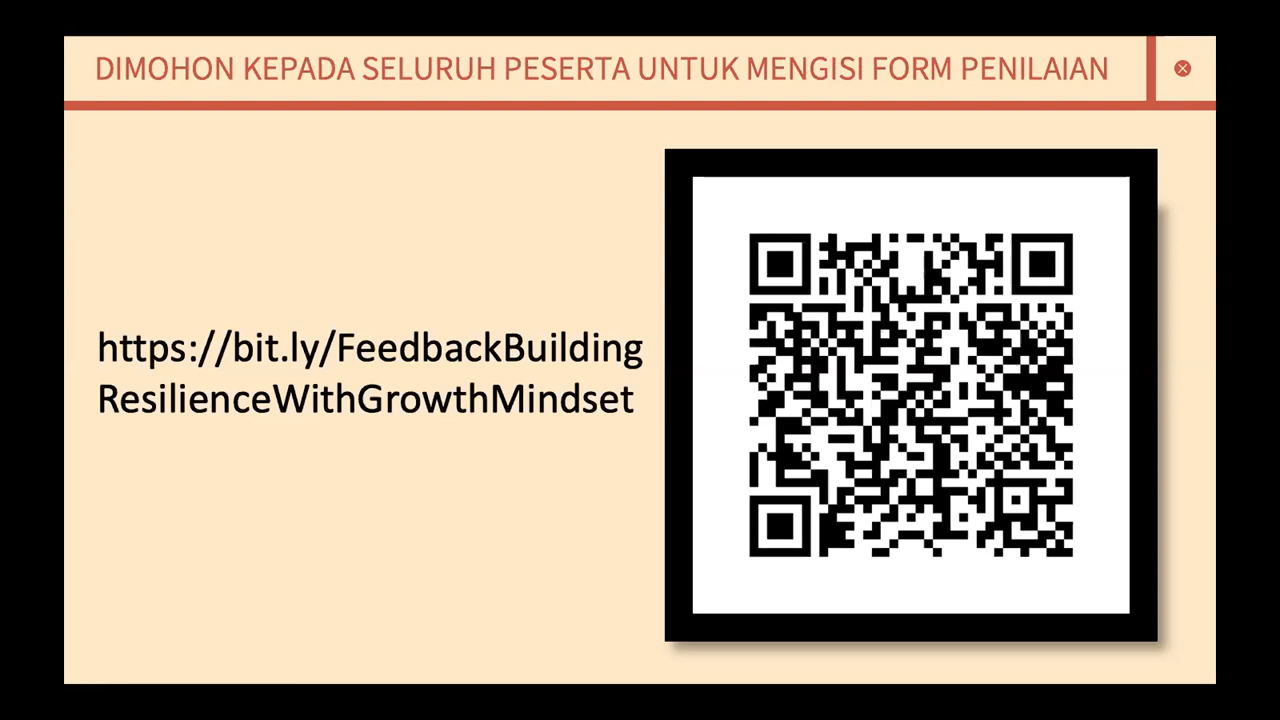 DIMOHON KEPADA SELURUH PESERTA UNTUK MENGISI FORM PENILAIAN
https://bit.ly/FeedbackBuilding
ResilienceWithGrowthMindset